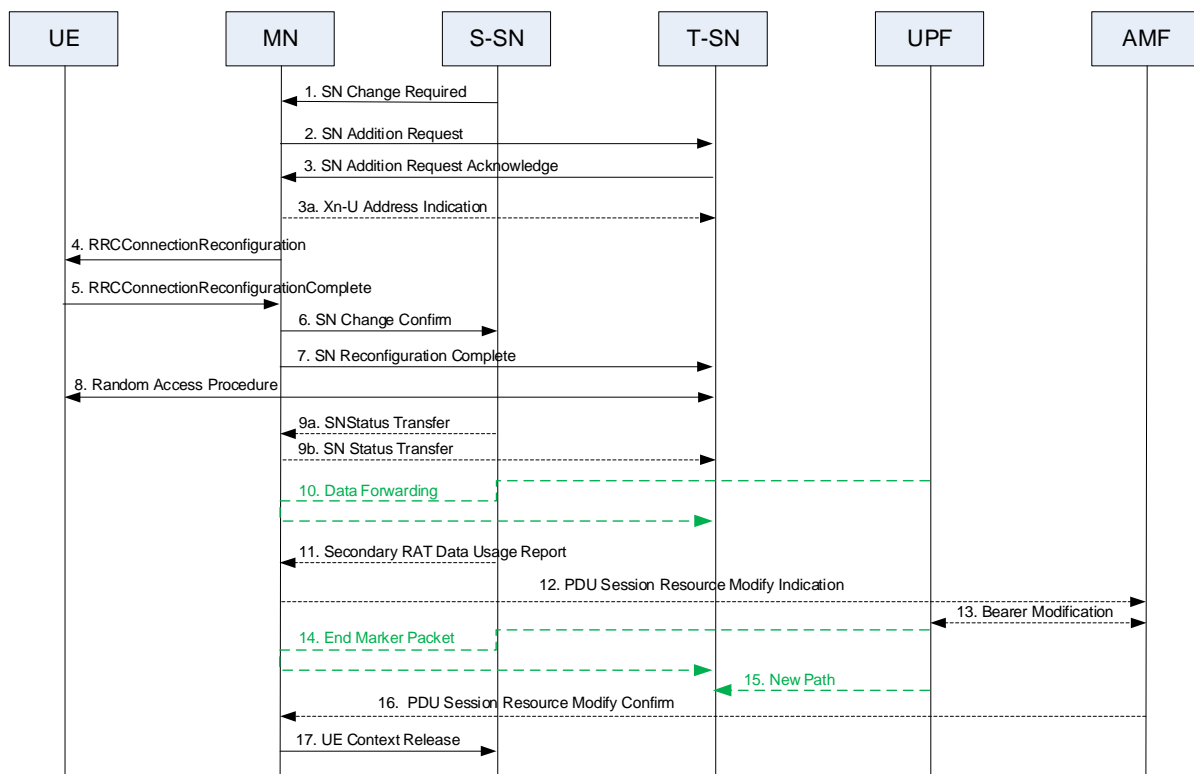 UE MN S-SN T-SN UPF AMF
1. SN Change Required
2. SN Addition Request
3. SN Addition Request Acknowledge
3a. Xn-U Address Indication
4. RRCConnectionReconfiguration
5. RRCConnectionReconfigurationComplete
6. SN Change Confirm
7. SN Reconfiguration Complete
8. Random Access Procedure
9a. SNStatus Transfer
9b. SN Status Transfer
10. Data Forwarding
11. Secondary RAT Data Usage Report
12. PDU Session Resource Modify Indication
13. Bearer Modification
14. End Marker Packet
15. New Path
16. PDU Session Resource Modify Confirm
17. UE Context Release